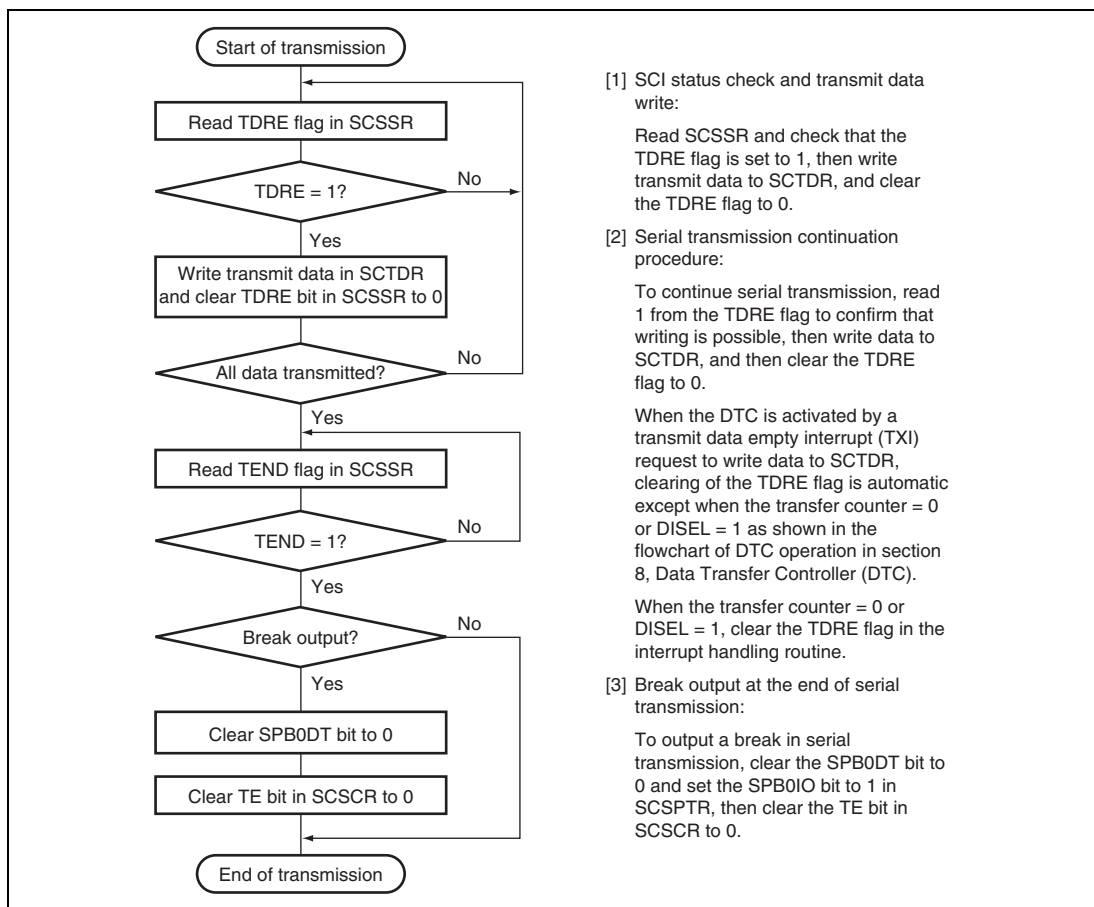 Start of transmission
Read TDRE flag in SCSSR
TDRE = 1?
No
Yes
Write transmit data in SCTDR
and clear TDRE bit in SCSSR to 0
All data transmitted?
No
Yes
Read TEND flag in SCSSR
TEND = 1?
No
Yes
Break output?
No
Yes
Clear SPB0DT bit to 0
Clear TE bit in SCSCR to 0
End of transmission
[1] SCI status check and transmit data
write:
Read SCSSR and check that the
TDRE flag is set to 1, then write
transmit data to SCTDR, and clear
the TDRE flag to 0.
[2] Serial transmission continuation
procedure:
To continue serial transmission, read
1 from the TDRE flag to confirm that
writing is possible, then write data to
SCTDR, and then clear the TDRE
flag to 0.
When the DTC is activated by a
transmit data empty interrupt (TXI)
request to write data to SCTDR,
clearing of the TDRE flag is automatic
except when the transfer counter = 0
or DISEL = 1 as shown in the
flowchart of DTC operation in section
8, Data Transfer Controller (DTC).
When the transfer counter = 0 or
DISEL = 1, clear the TDRE flag in the
interrupt handling routine.
[3] Break output at the end of serial
transmission:
To output a break in serial
transmission, clear the SPB0DT bit to
0 and set the SPB0IO bit to 1 in
SCSPTR, then clear the TE bit in
SCSCR to 0.